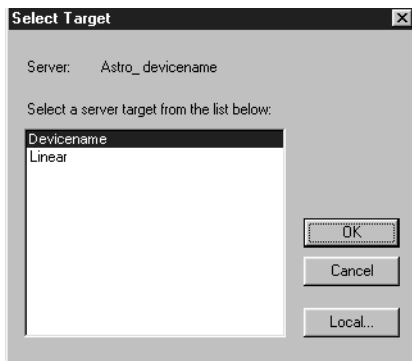 Select Target
Server: Astro_ devicename
Select a server target from the list below:
Devicename
Linear
OK
Cancel
Local...